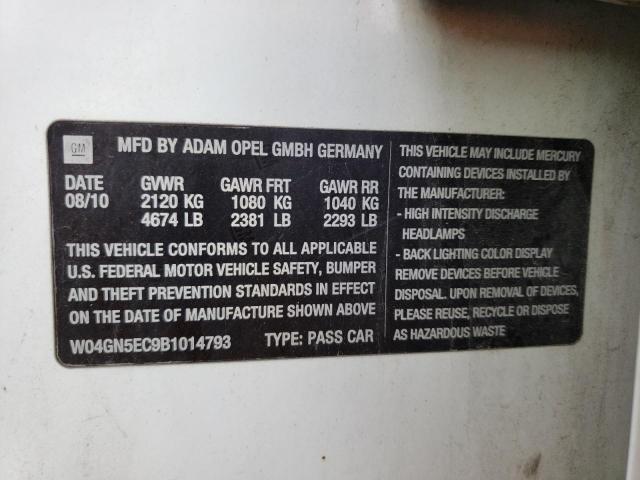 GM
MFD BY ADAM OPEL GMBH GERMANY
DATE GVWR GAWR FRT GAWR RR
08/10 2120 KG 1080 KG 1040 KG
4674 LB 2381 LB 2293 LB
THIS VEHICLE CONFORMS TO ALL APPLICABLE
U.S. FEDERAL MOTOR VEHICLE SAFETY, BUMPER
AND THEFT PREVENTION STANDARDS IN EFFECT
ON THE DATE OF MANUFACTURE SHOWN ABOVE
W04GN5EC9B1014793 TYPE: PASS CAR
THIS VEHICLE MAY INCLUDE MERCURY
CONTAINING DEVICES INSTALLED BY
THE MANUFACTURER:
- HIGH INTENSITY DISCHARGE
HEADLAMPS
- BACK LIGHTING COLOR DISPLAY
REMOVE DEVICES BEFORE VEHICLE
DISPOSAL. UPON REMOVAL OF DEVICES,
PLEASE REUSE, RECYCLE OR DISPOSE
AS HAZARDOUS WASTE